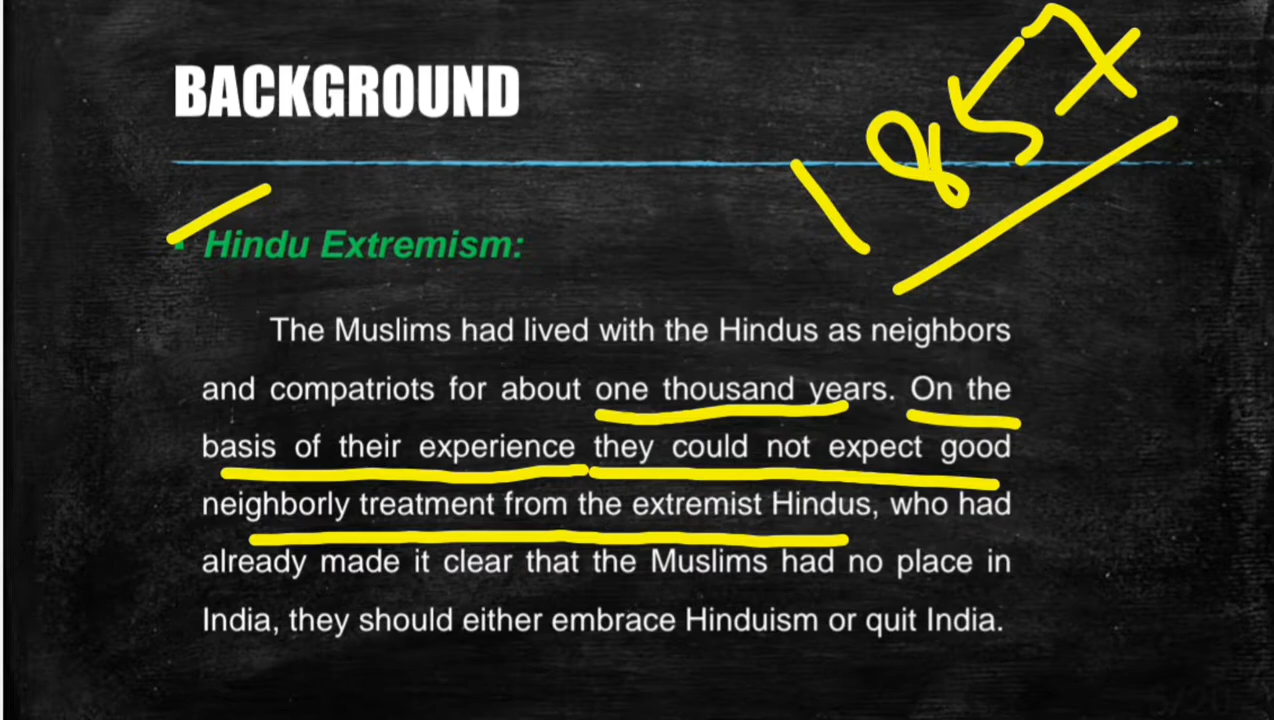 BACKGROUND
1857
Hindu Extremism:
The Muslims had lived with the Hindus as neighbors
and compatriots for about one thousand years. On the
basis of their experience they could not expect good
neighborly treatment from the extremist Hindus, who had
already made it clear that the Muslims had no place in
India, they should either embrace Hinduism or quit India.